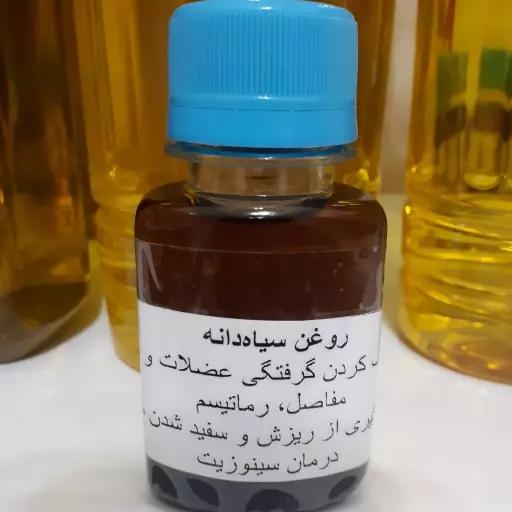 روغن سیاه‌دانه
کردن گرفتگی عضلات و
مفاصل، رماتیسم
از ریزش و سفید شدن
درمان سینوزیت